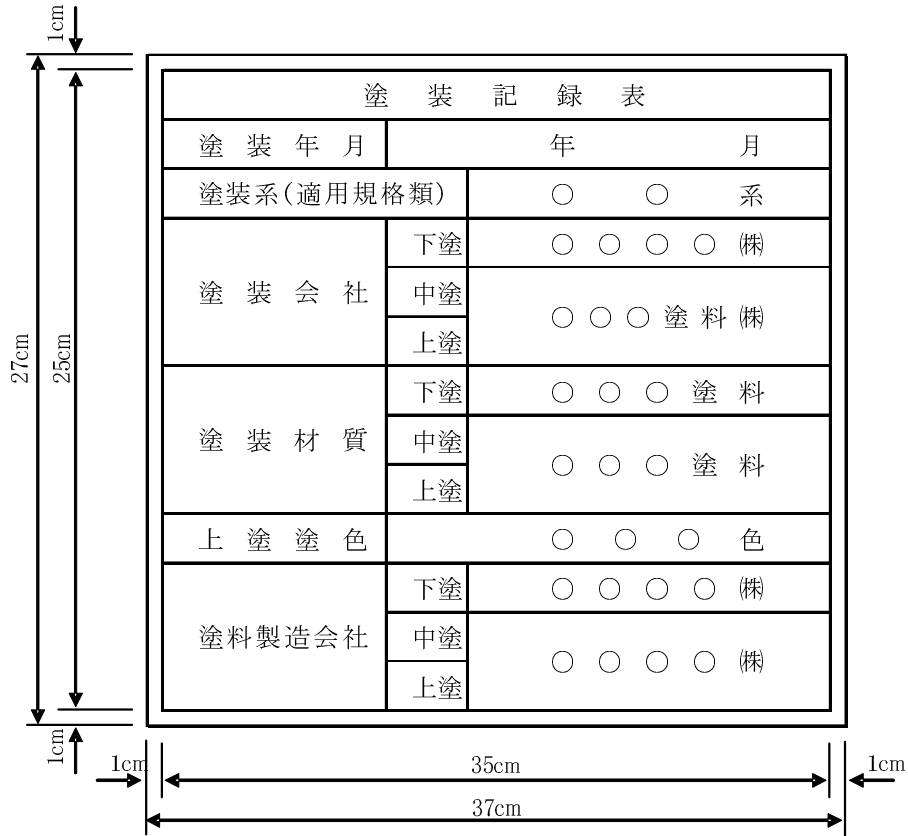 1cm
塗装記録表
塗装年月 年 月
塗装系(適用規格類) ○ ○ 系
塗装会社
下塗 ○○○○㈱
中塗
上塗
○○○塗料㈱
27cm
25cm
塗装材質
下塗 ○○○塗料
中塗
上塗
○○○塗料
上塗塗色 ○○○色
塗料製造会社
下塗 ○○○○㈱
中塗
上塗
○○○○㈱
1cm
1cm
35cm
1cm
37cm